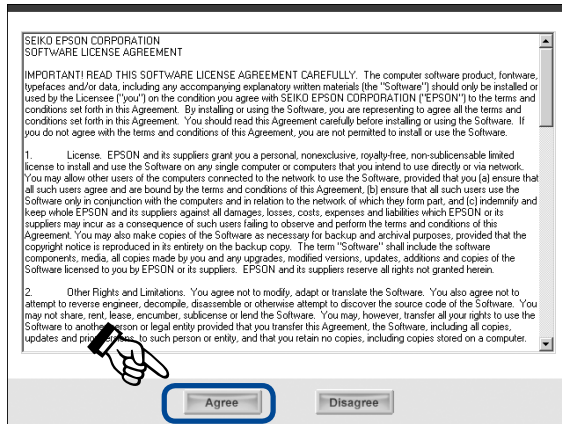 SEIKO EPSON CORPORATION
SOFTWARE LICENSE AGREEMENT
IMPORTANT! READ THIS SOFTWARE LICENSE AGREEMENT CAREFULLY. The computer software product, fontware,
typefaces and/or data, including any accompanying explanatory written materials (the "Software") should only be installed or
used by the Licensee ("you") on the condition you agree with SEIKO EPSON CORPORATION ("EPSON") to the terms and
conditions set forth in this Agreement. By installing or using the Software, you are representing to agree all the terms and
conditions set forth in this Agreement. You should read this Agreement carefully before installing or using the Software. If
you do not agree with the terms and conditions of this Agreement, you are not permitted to install or use the Software.
1. License. EPSON and its suppliers grant you a personal, nonexclusive, royalty-free, non-sublicensable limited
license to install and use the Software on any single computer or computers that you intend to use directly or via network.
You may allow other users of the computers connected to the network to use the Software, provided that you (a) ensure that
all such users agree and are bound by the terms and conditions of this Agreement, (b) ensure that all such users use the
Software only in conjunction with the computers and in relation to the network of which they form part, and (c) indemnify and
keep whole EPSON and its suppliers against all damages, losses, costs, expenses and liabilities which EPSON or its
suppliers may incur as a consequence of such users failing to observe and perform the terms and conditions of this
Agreement. You may also make copies of the Software as necessary for backup and archival purposes, provided that the
copyright notice is reproduced in its entirety on the backup copy. The term "Software" shall include the software
components, media, all copies made by you and any upgrades, modified versions, updates, additions and copies of the
Software licensed to you by EPSON or its suppliers. EPSON and its suppliers reserve all rights not granted herein.
2. Other Rights and Limitations. You agree not to modify, adapt or translate the Software. You also agree not to
attempt to reverse engineer, decompile, disassemble or otherwise attempt to discover the source code of the Software. You
may not share, rent, lease, encumber, sublicense or lend the Software. You may, however, transfer all your rights to use the
Software to another person or legal entity provided that you transfer this Agreement, the Software, including all copies,
updates and prior versions, to such person or entity, and that you retain no copies, including copies stored on a computer.
Agree
Disagree